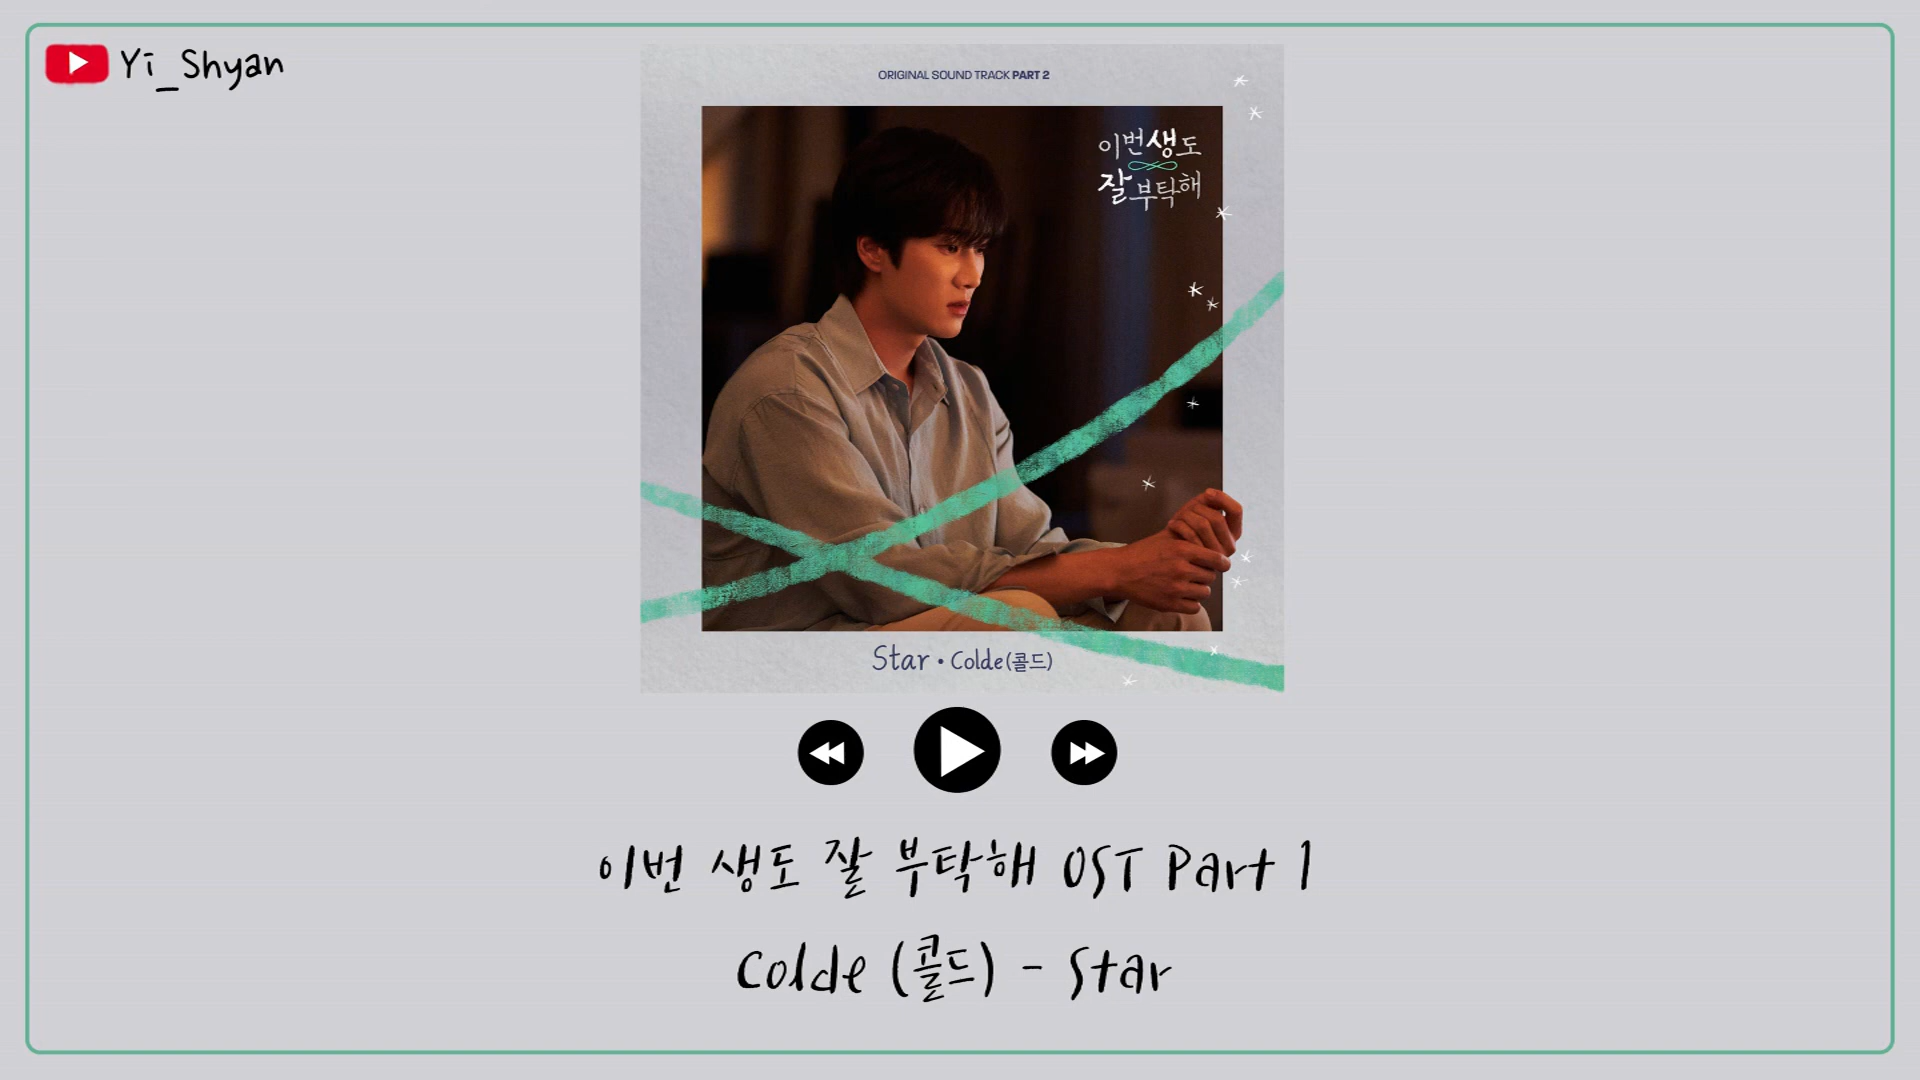 Yi_Shyan
ORIGINAL SOUND TRACK PART 2
이번생도
잘부탁해
Star • Colde(콜드)
이번 생도 잘 부탁해 OST Part 1
Colde (콜드) - Star